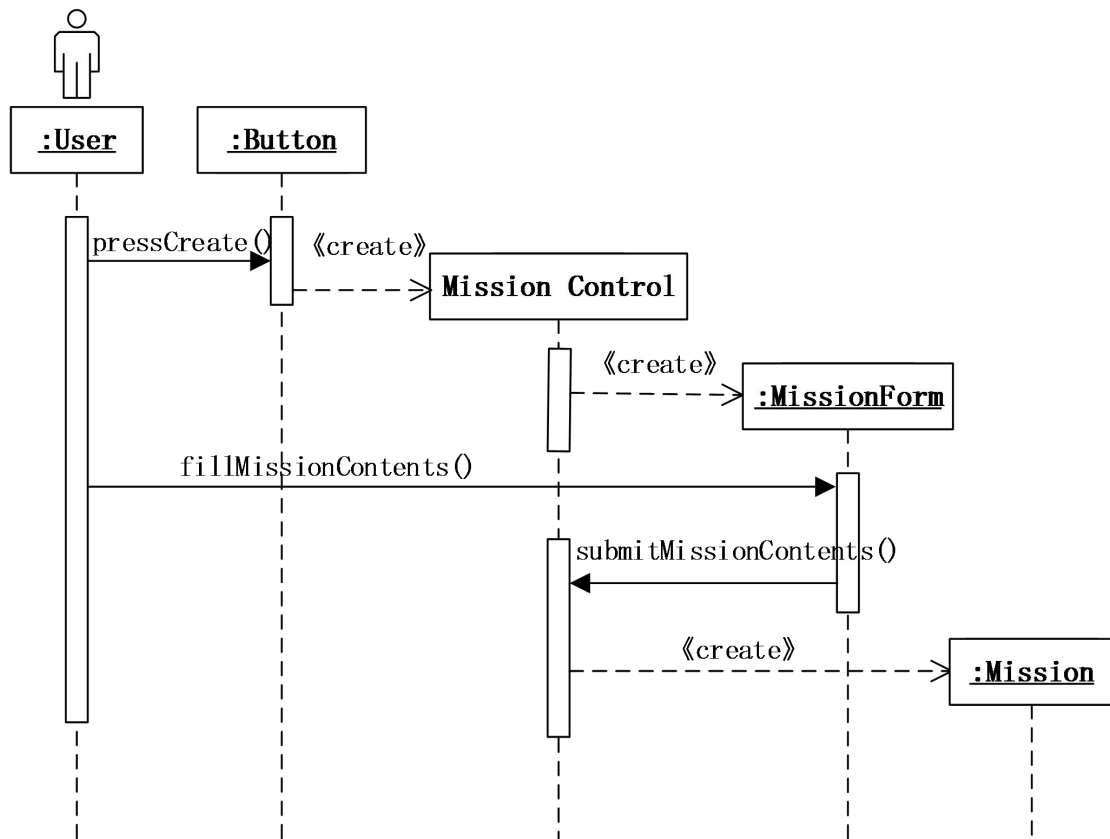 :User
:Button
pressCreate()
《create》
Mission Control
《create》
:MissionForm
fillMissionContents()
submitMissionContents()
《create》
:Mission